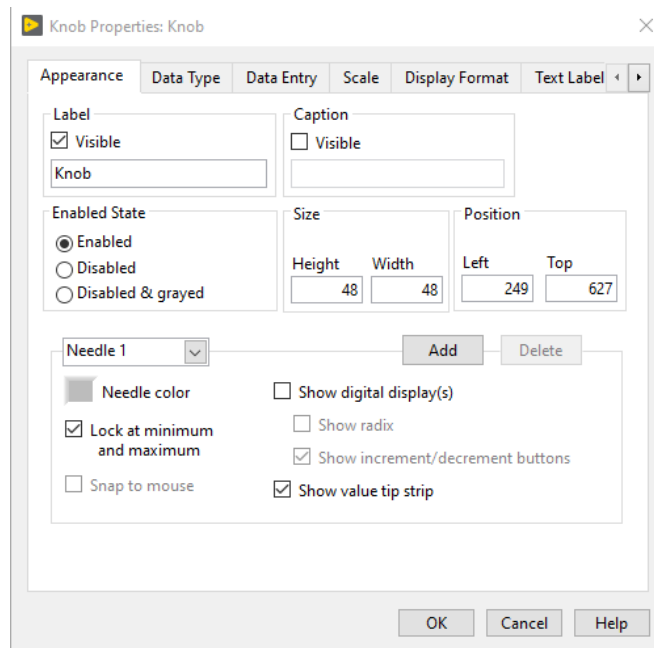 Knob Properties: Knob
Appearance Data Type Data Entry Scale Display Format Text Label
Label Caption
Visible Visible
Knob
Enabled State Size Position
Enabled
Disabled
Disabled & grayed
Height Width Left Top
48 48 249 627
Needle 1 Add Delete
Needle color Show digital display(s)
Lock at minimum Show radix
and maximum Show increment/decrement buttons
Snap to mouse Show value tip strip
OK Cancel Help